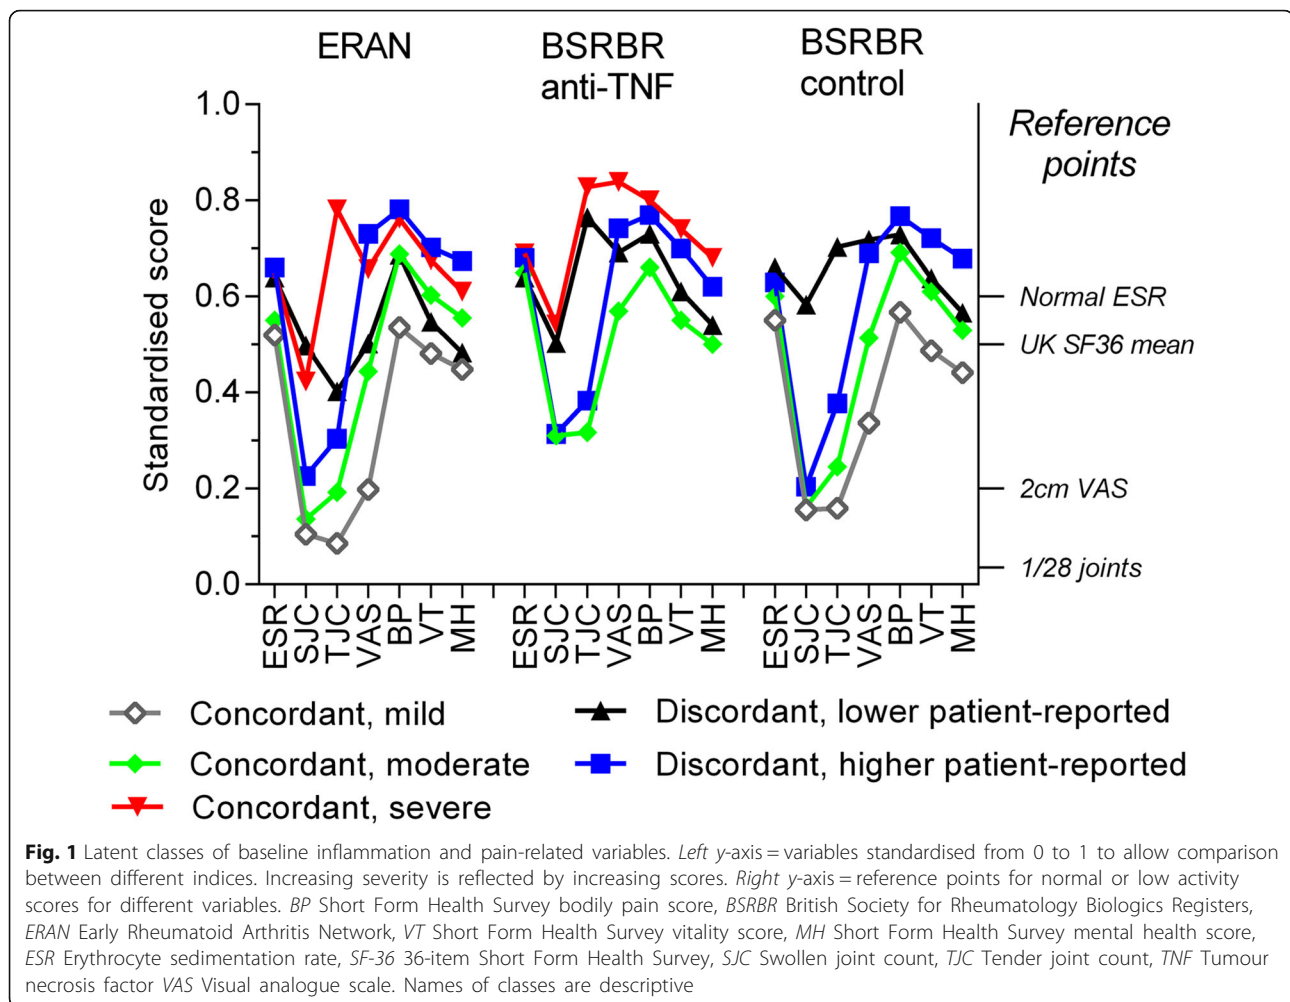 ERAN
BSRBR
anti-TNF
BSRBR
control
Reference
points
Standardised score
1.0
0.8
0.6
0.4
0.2
0.0
Normal ESR
UK SF36 mean
2cm VAS
1/28 joints
ESR
SJC
TJC
VAS
BP
VT
MH
ESR
SJC
TJC
VAS
BP
VT
MH
ESR
SJC
TJC
VAS
BP
VT
MH
Concordant, mild
Discordant, lower patient-reported
Concordant, moderate
Discordant, higher patient-reported
Concordant, severe
Fig. 1 Latent classes of baseline inflammation and pain-related variables. Left y-axis = variables standardised from 0 to 1 to allow comparison
between different indices. Increasing severity is reflected by increasing scores. Right y-axis = reference points for normal or low activity
scores for different variables. BP Short Form Health Survey bodily pain score, BSRBR British Society for Rheumatology Biologics Registers,
ERAN Early Rheumatoid Arthritis Network, VT Short Form Health Survey vitality score, MH Short Form Health Survey mental health score,
ESR Erythrocyte sedimentation rate, SF-36 36-item Short Form Health Survey, SJC Swollen joint count, TJC Tender joint count, TNF Tumour
necrosis factor VAS Visual analogue scale. Names of classes are descriptive